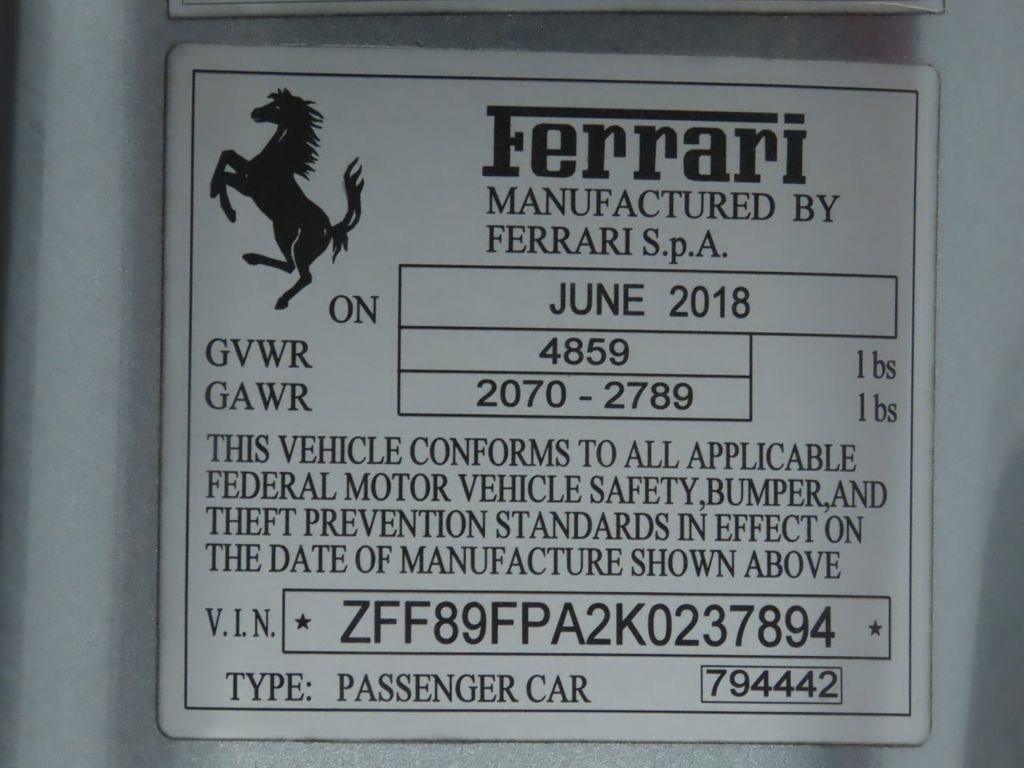 Ferrari
MANUFACTURED BY
FERRARI S.p.A.
ON JUNE 2018
GVWR 4859 lbs
GAWR 2070 - 2789 lbs
THIS VEHICLE CONFORMS TO ALL APPLICABLE
FEDERAL MOTOR VEHICLE SAFETY,BUMPER,AND
THEFT PREVENTION STANDARDS IN EFFECT ON
THE DATE OF MANUFACTURE SHOWN ABOVE
V.I.N. ★ ZFF89FPA2K0237894 ★
TYPE: PASSENGER CAR 794442